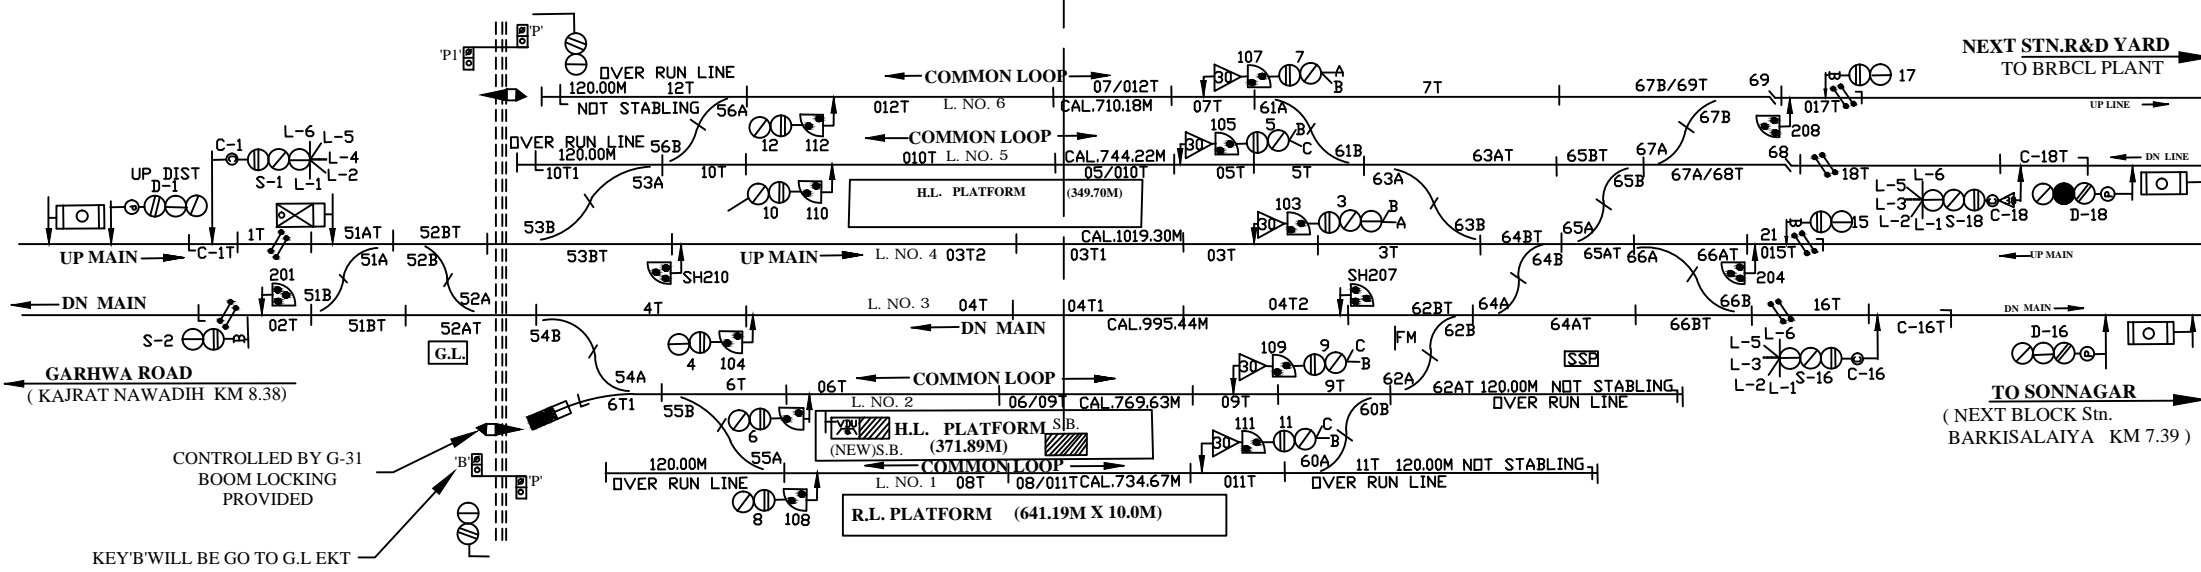 'P'
'P1'
107
7
NEXT STN.R&D YARD
TO BRBCL PLANT
OVER RUN LINE
COMMON LOOP
30
A
B
17
120.00M
12T
07/012T
7T
67B/69T
69
B
NOT STABLING
56A
012T
L. NO. 6
CAL.710.18M
07T
61A
67B
017T
UP LINE
12
112
105
5
B
C
30
208
OVER RUN LINE
COMMON LOOP
C-1
L-6
L-5
L-4
L-2
L-1
S-1
120.00M
56B
010T
L. NO. 5
CAL.744.22M
61B
63AT
65BT
67A
68
C-18T
DN LINE
UP DIST
D-1
10T1
53A
10T
05/010T
05T
5T
63A
65B
67A/68T
18T
P
10
110
H.L. PLATFORM
(349.70M)
103
3
B
A
30
L-6
L-5
L-3
L-2
L-1
S-18
C
C-18
D-18
P
15
B
1T
51AT
52BT
53B
CAL.1019.30M
63B
64BT
65A
21
C-1T
UP MAIN
51A
52B
53BT
UP MAIN
L. NO. 4
03T2
03T1
03T
3T
64B
65AT
66A
66AT
015T
UP MAIN
201
SH210
SH207
204
DN MAIN
51B
52A
4T
L. NO. 3
04T
04T1
04T2
62BT
64A
66B
16T
DN MAIN
02T
51BT
52AT
54B
DN MAIN
CAL.995.44M
62B
64AT
66BT
C-16T
S-2
B
G.L.
4
104
109
9
C
B
30
FM
SSP
L-6
L-5
L-3
L-2
L-1
S-16
C
C-16
D-16
P
GARHWA ROAD
( KAJRAT NAWADIH KM 8.38)
54A
6T
06T
COMMON LOOP
9T
62A
62AT
120.00M NOT STABLING
TO SONNAGAR
6T1
55B
L. NO. 2
06/09T
CAL.769.63M
09T
60B
OVER RUN LINE
( NEXT BLOCK Stn.
BARKISALAIYA KM 7.39 )
6
VDU
H.L. PLATFORM
S.B.
111
11
C
B
30
(NEW)S.B.
(371.89M)
CONTROLLED BY G-31
BOOM LOCKING
PROVIDED
'B'
'P'
120.00M
55A
COMMON LOOP
60A
11T
120.00M NOT STABLING
OVER RUN LINE
L. NO. 1
08T
08/011T
CAL.734.67M
011T
OVER RUN LINE
8
108
R.L. PLATFORM
(641.19M X 10.0M)
KEY'B'WILL BE GO TO G.L EKT